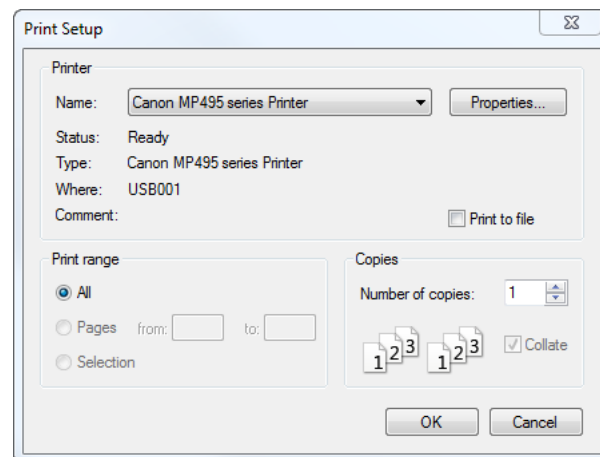 Print Setup
Printer
Name: Canon MP495 series Printer Properties...
Status: Ready
Type: Canon MP495 series Printer
Where: USB001
Comment: Print to file
Print range
All
Pages from: to:
Selection
Copies
Number of copies: 1
1 2 3 1 2 3 Collate
OK Cancel